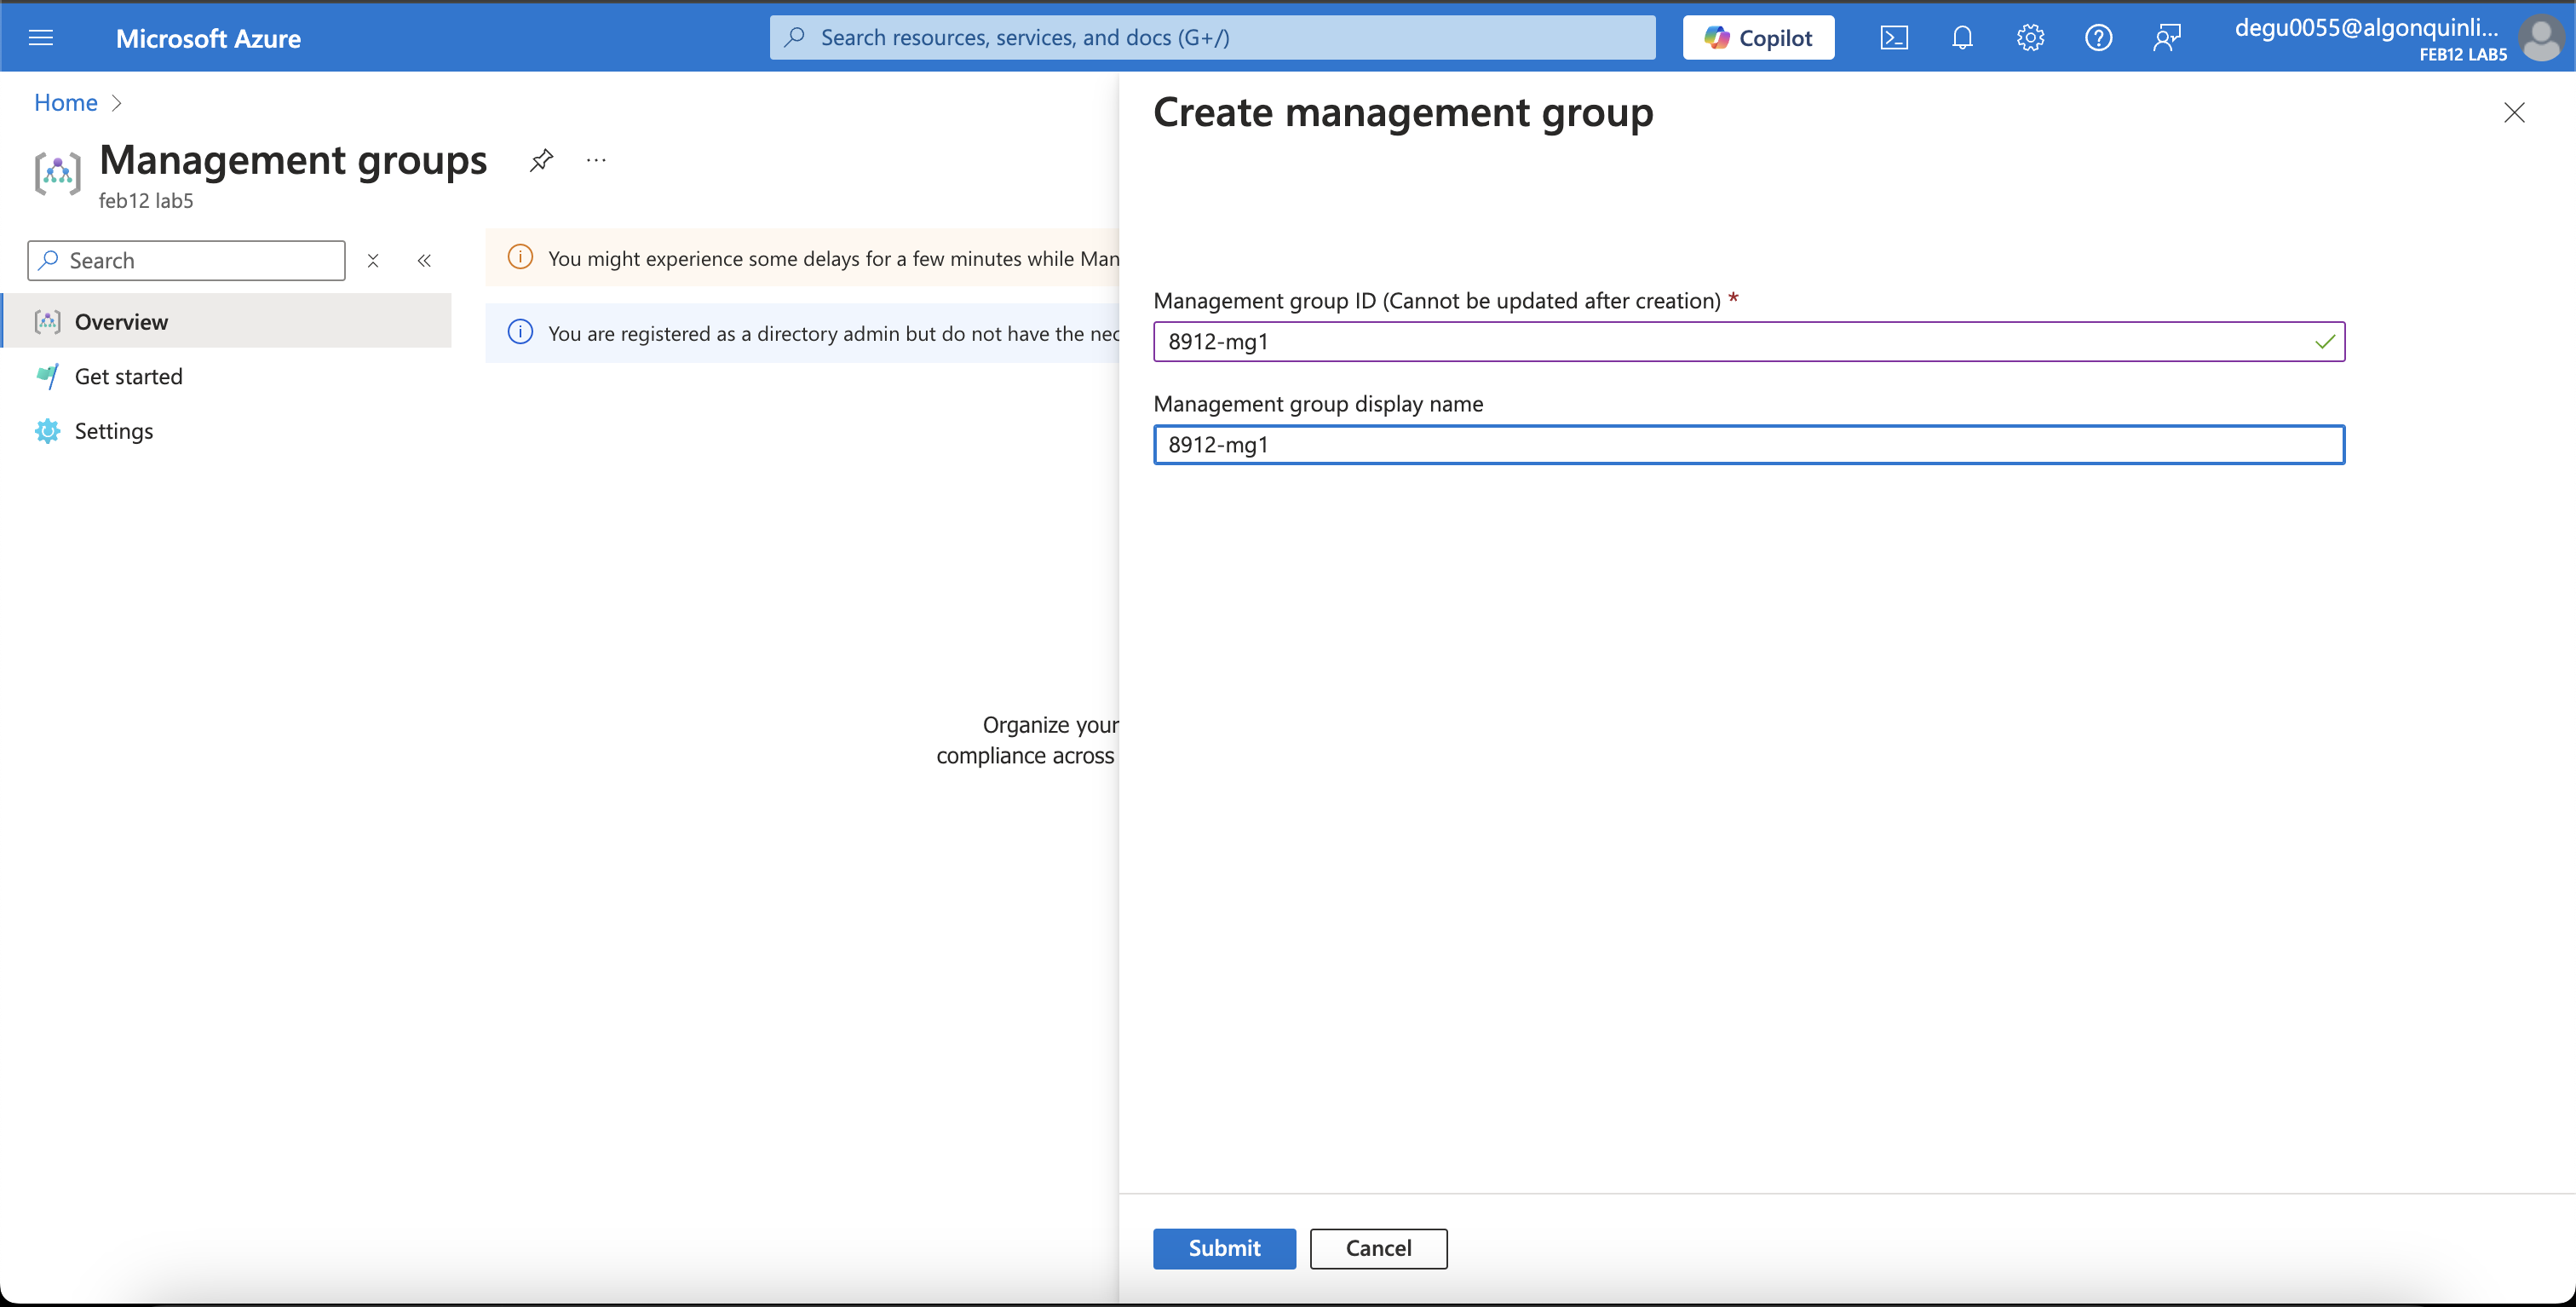 Microsoft Azure
Search resources, services, and docs (G+/)
Copilot
degu0055@algonquinli...
FEB12 LAB5
Home
Management groups
feb12 lab5
Search
Overview
Get started
Settings
You might experience some delays for a few minutes while Man
You are registered as a directory admin but do not have the nec
Organize your
compliance across
Create management group
Management group ID (Cannot be updated after creation) *
8912-mg1
Management group display name
8912-mg1
Submit
Cancel